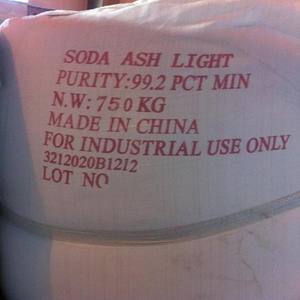 SODA ASH LIGHT
PURITY:99.2 PCT MIN
N.W:750KG
MADE IN CHINA
FOR INDUSTRIAL USE ONLY
3212020B1212
LOT NO